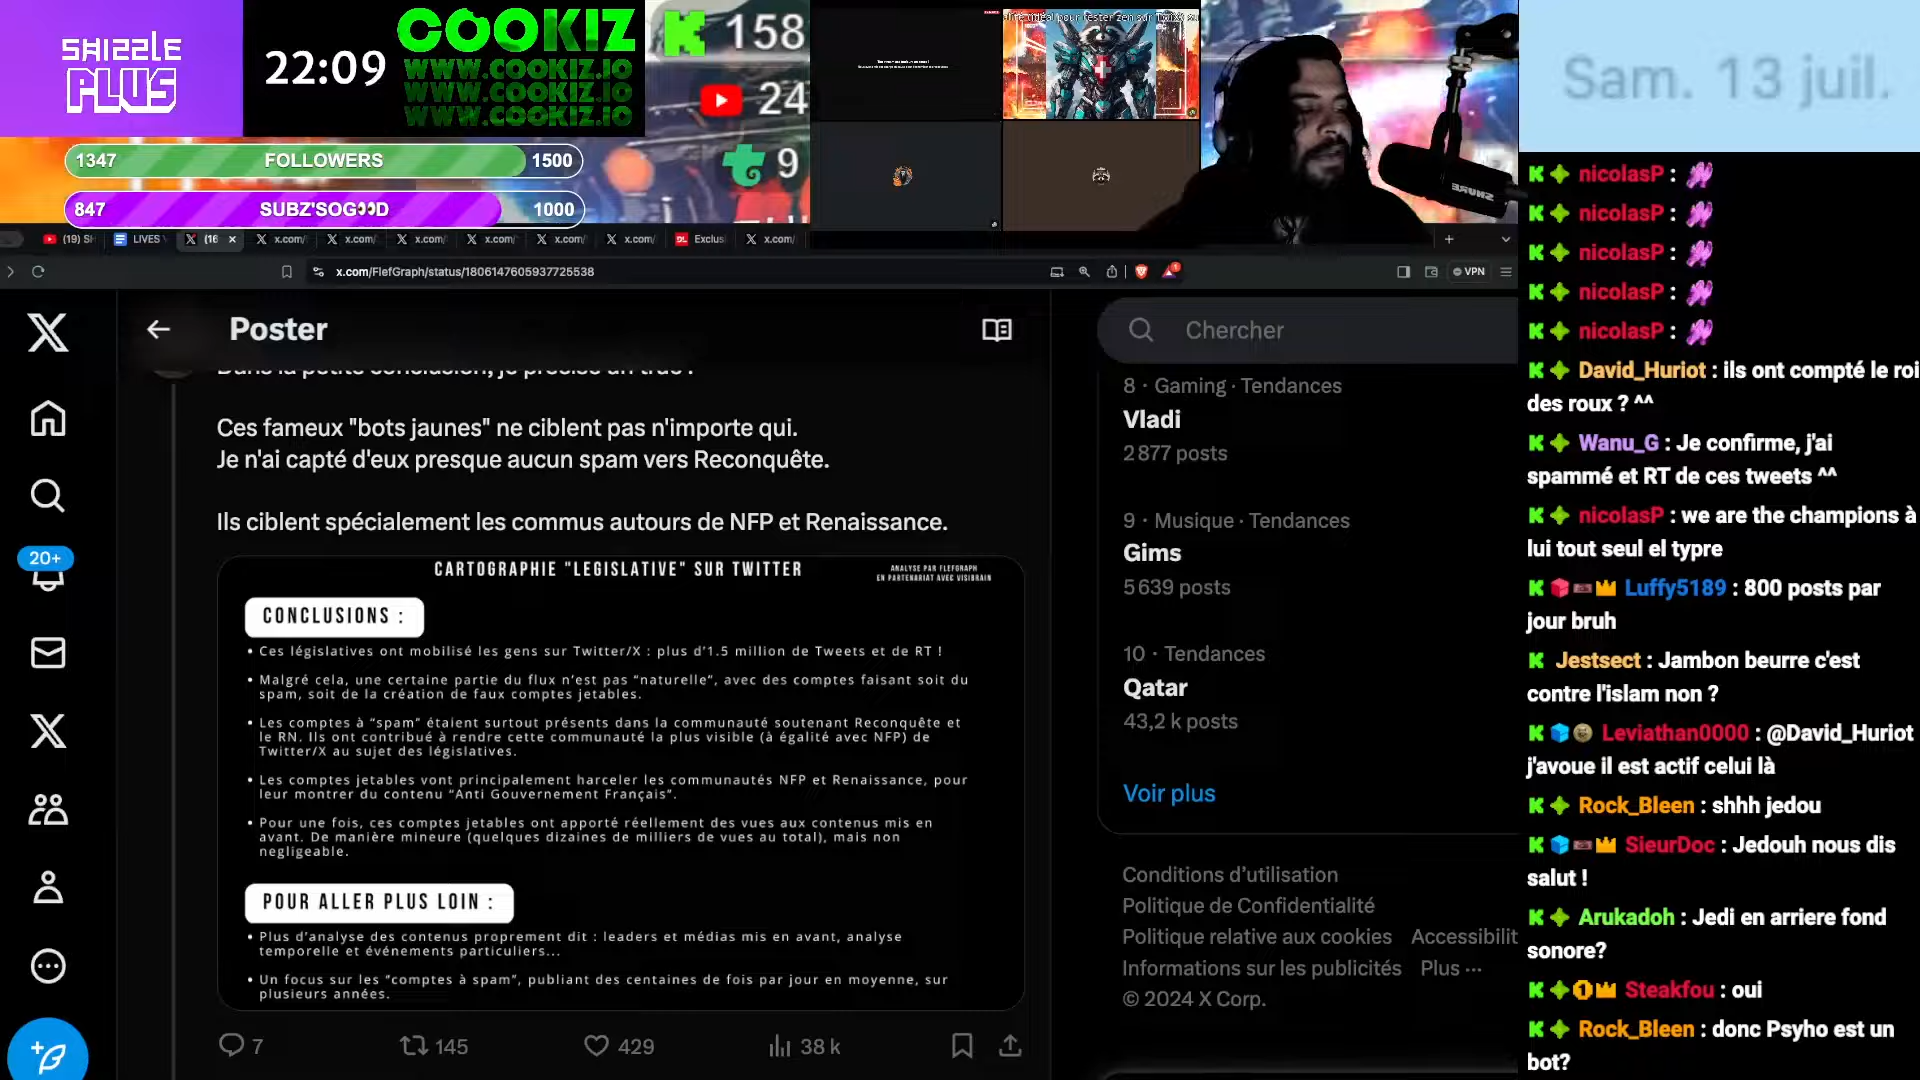 SHIZZLE
PLUS
22:09
COOKIZ
WWW.COOKIZ.IO
WWW.COOKIZ.IO
WWW.COOKIZ.IO
158
24
9
1347 FOLLOWERS 1500
847 SUBZ'SOG👀D 1000
Sam. 13 juil.
(19) SH
LIVES
(16
x.com/
x.com/
x.com/
x.com/
x.com/
x.com/
Exclus
x.com/
x.com/FlefGraph/status/1806147605937725538
VPN
Poster
Chercher
Dans la petite conclusion, je précise un truc :
Ces fameux "bots jaunes" ne ciblent pas n'importe qui.
Je n'ai capté d'eux presque aucun spam vers Reconquête.
Ils ciblent spécialement les commus autours de NFP et Renaissance.
CARTOGRAPHIE "LEGISLATIVE" SUR TWITTER
ANALYSE PAR FLEFGRAPH
EN PARTENARIAT AVEC VISIBRAIN
CONCLUSIONS :
• Ces législatives ont mobilisé les gens sur Twitter/X : plus d'1.5 million de Tweets et de RT !
• Malgré cela, une certaine partie du flux n'est pas "naturelle", avec des comptes faisant soit du
spam, soit de la création de faux comptes jetables.
• Les comptes à "spam" étaient surtout présents dans la communauté soutenant Reconquête et
le RN. Ils ont contribué à rendre cette communauté la plus visible (à égalité avec NFP) de
Twitter/X au sujet des législatives.
• Les comptes jetables vont principalement harceler les communautés NFP et Renaissance, pour
leur montrer du contenu "Anti Gouvernement Français".
• Pour une fois, ces comptes jetables ont apporté réellement des vues aux contenus mis en
avant. De manière mineure (quelques dizaines de milliers de vues au total), mais non
negligeable.
POUR ALLER PLUS LOIN :
• Plus d'analyse des contenus proprement dit : leaders et médias mis en avant, analyse
temporelle et événements particuliers...
• Un focus sur les "comptes à spam", publiant des centaines de fois par jour en moyenne, sur
plusieurs années.
7
145
429
38 k
20+
8 · Gaming · Tendances
Vladi
2 877 posts
9 · Musique · Tendances
Gims
5 639 posts
10 · Tendances
Qatar
43,2 k posts
Voir plus
Conditions d'utilisation
Politique de Confidentialité
Politique relative aux cookies Accessibilit
Informations sur les publicités Plus ···
© 2024 X Corp.
nicolasP :
nicolasP :
nicolasP :
nicolasP :
nicolasP :
David_Huriot : ils ont compté le roi
des roux ? ^^
Wanu_G : Je confirme, j'ai
spammé et RT de ces tweets ^^
nicolasP : we are the champions à
lui tout seul el typre
Luffy5189 : 800 posts par
jour bruh
Jestsect : Jambon beurre c'est
contre l'islam non ?
Leviathan0000 : @David_Huriot
j'avoue il est actif celui là
Rock_Bleen : shhh jedou
SieurDoc : Jedouh nous dis
salut !
Arukadoh : Jedi en arriere fond
sonore?
Steakfou : oui
Rock_Bleen : donc Psyho est un
bot?